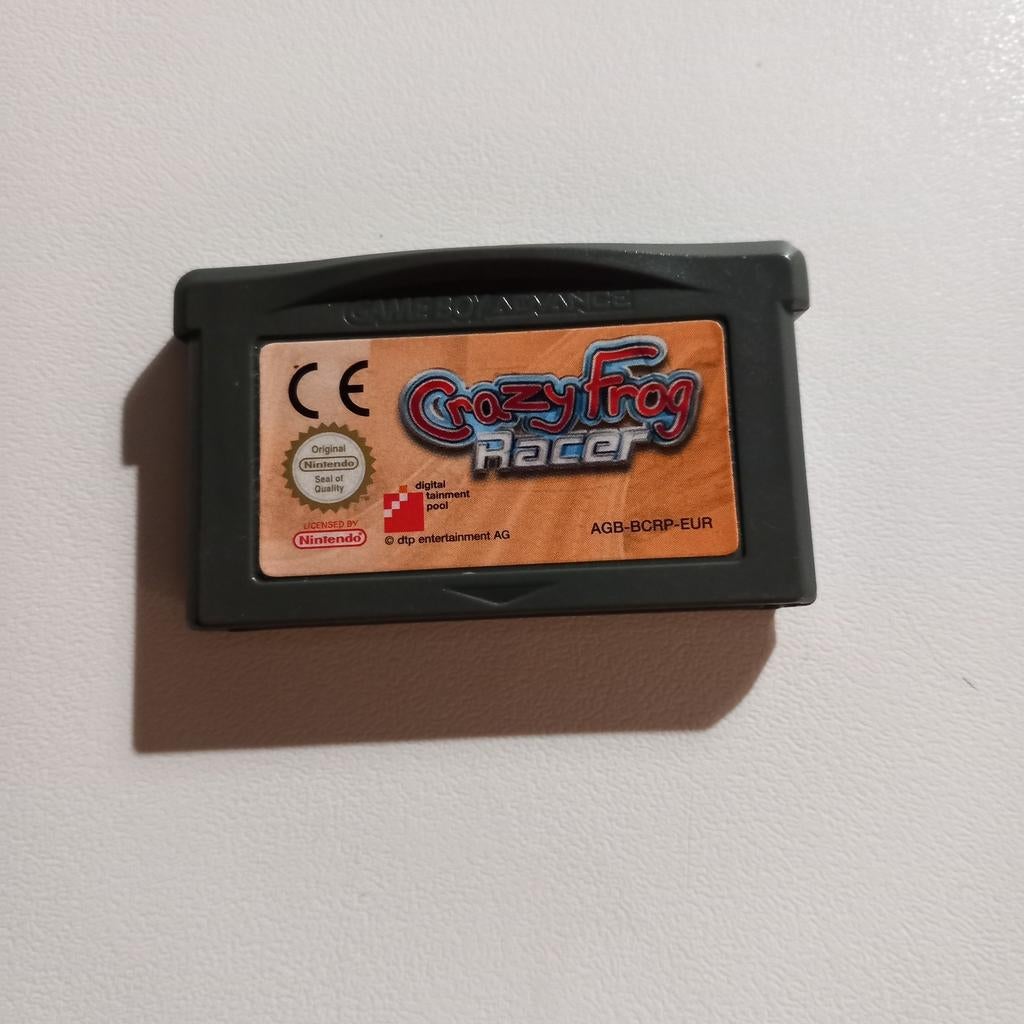 GAME BOY ADVANCE
CE
Crazy Frog
Racer
Original
Nintendo
Seal of
Quality
LICENSED BY
Nintendo
digital
tainment
pool
© dtp entertainment AG
AGB-BCRP-EUR